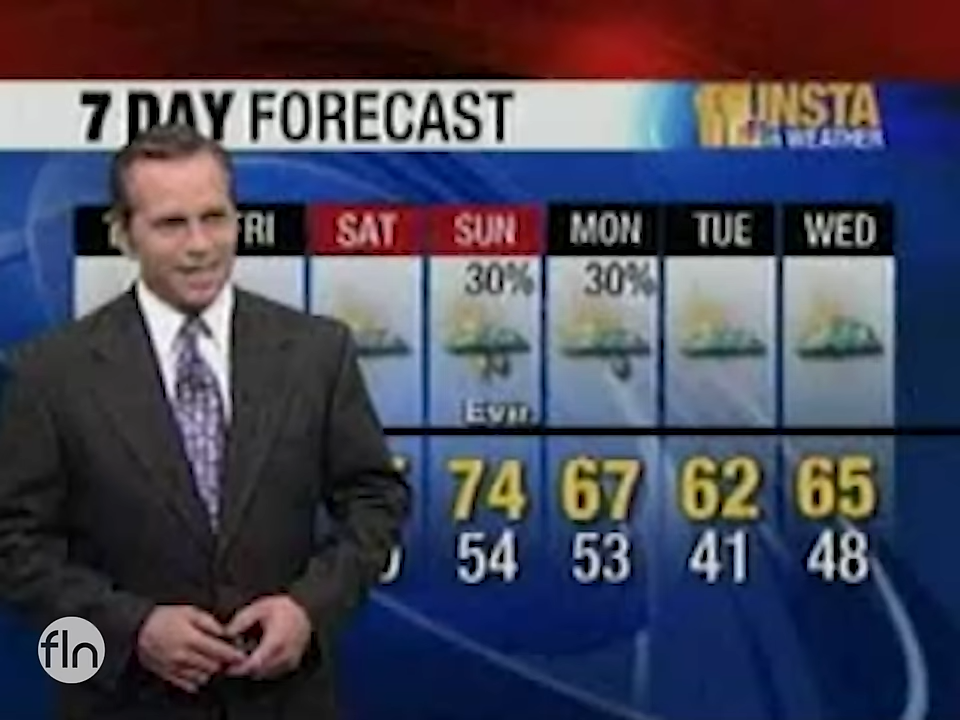 7 DAY FORECAST
INSTA
WEATHER
FRI SAT SUN MON TUE WED
30% 30%
74 67 62 65
54 53 41 48
fln